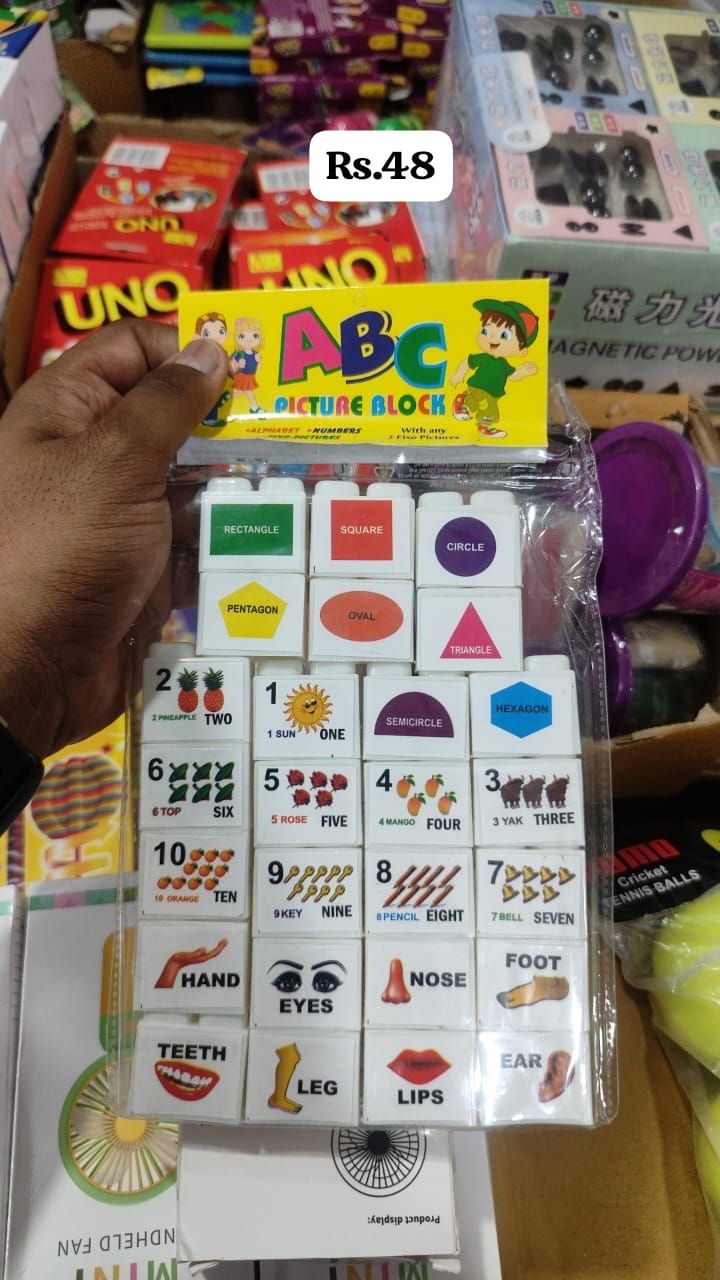 Rs.48
UNO
UNO
UNO
磁力光
MAGNETIC POW
ABC
PICTURE BLOCK
•ALPHABET •NUMBERS
With any
2 Fixo Pictures
RECTANGLE
SQUARE
CIRCLE
PENTAGON
OVAL
TRIANGLE
2
2 PINEAPPLE TWO
1
1 SUN ONE
SEMICIRCLE
HEXAGON
6
6 TOP SIX
5
5 ROSE FIVE
4
4 MANGO FOUR
3
3 YAK THREE
10
10 ORANGE TEN
9
9 KEY NINE
8
8 PENCIL EIGHT
7
7 BELL SEVEN
HAND
EYES
NOSE
FOOT
TEETH
LEG
LIPS
EAR
Cricket
TENNIS BALLS
Product display:
NDHELD FAN
MINI